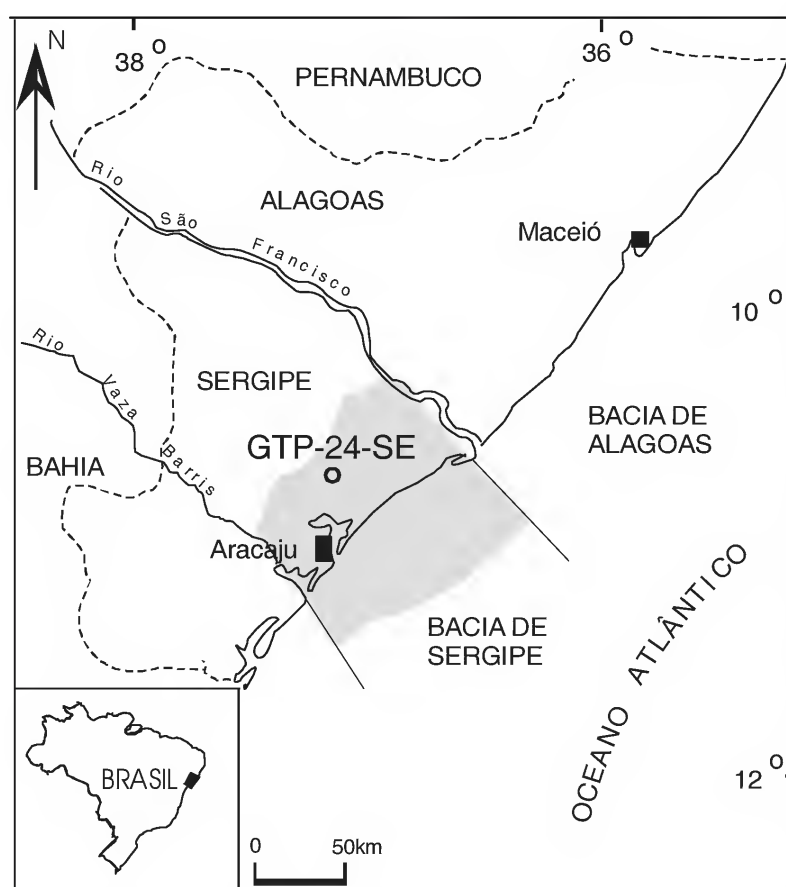 N
38°
36°
PERNAMBUCO
Rio São Francisco
ALAGOAS
Maceió
10°
Rio Vaza Barris
SERGIPE
BACIA DE
ALAGOAS
GTP-24-SE
BAHIA
Aracaju
BACIA DE
SERGIPE
OCEANO ATLÂNTICO
12°
BRASIL
0 50km